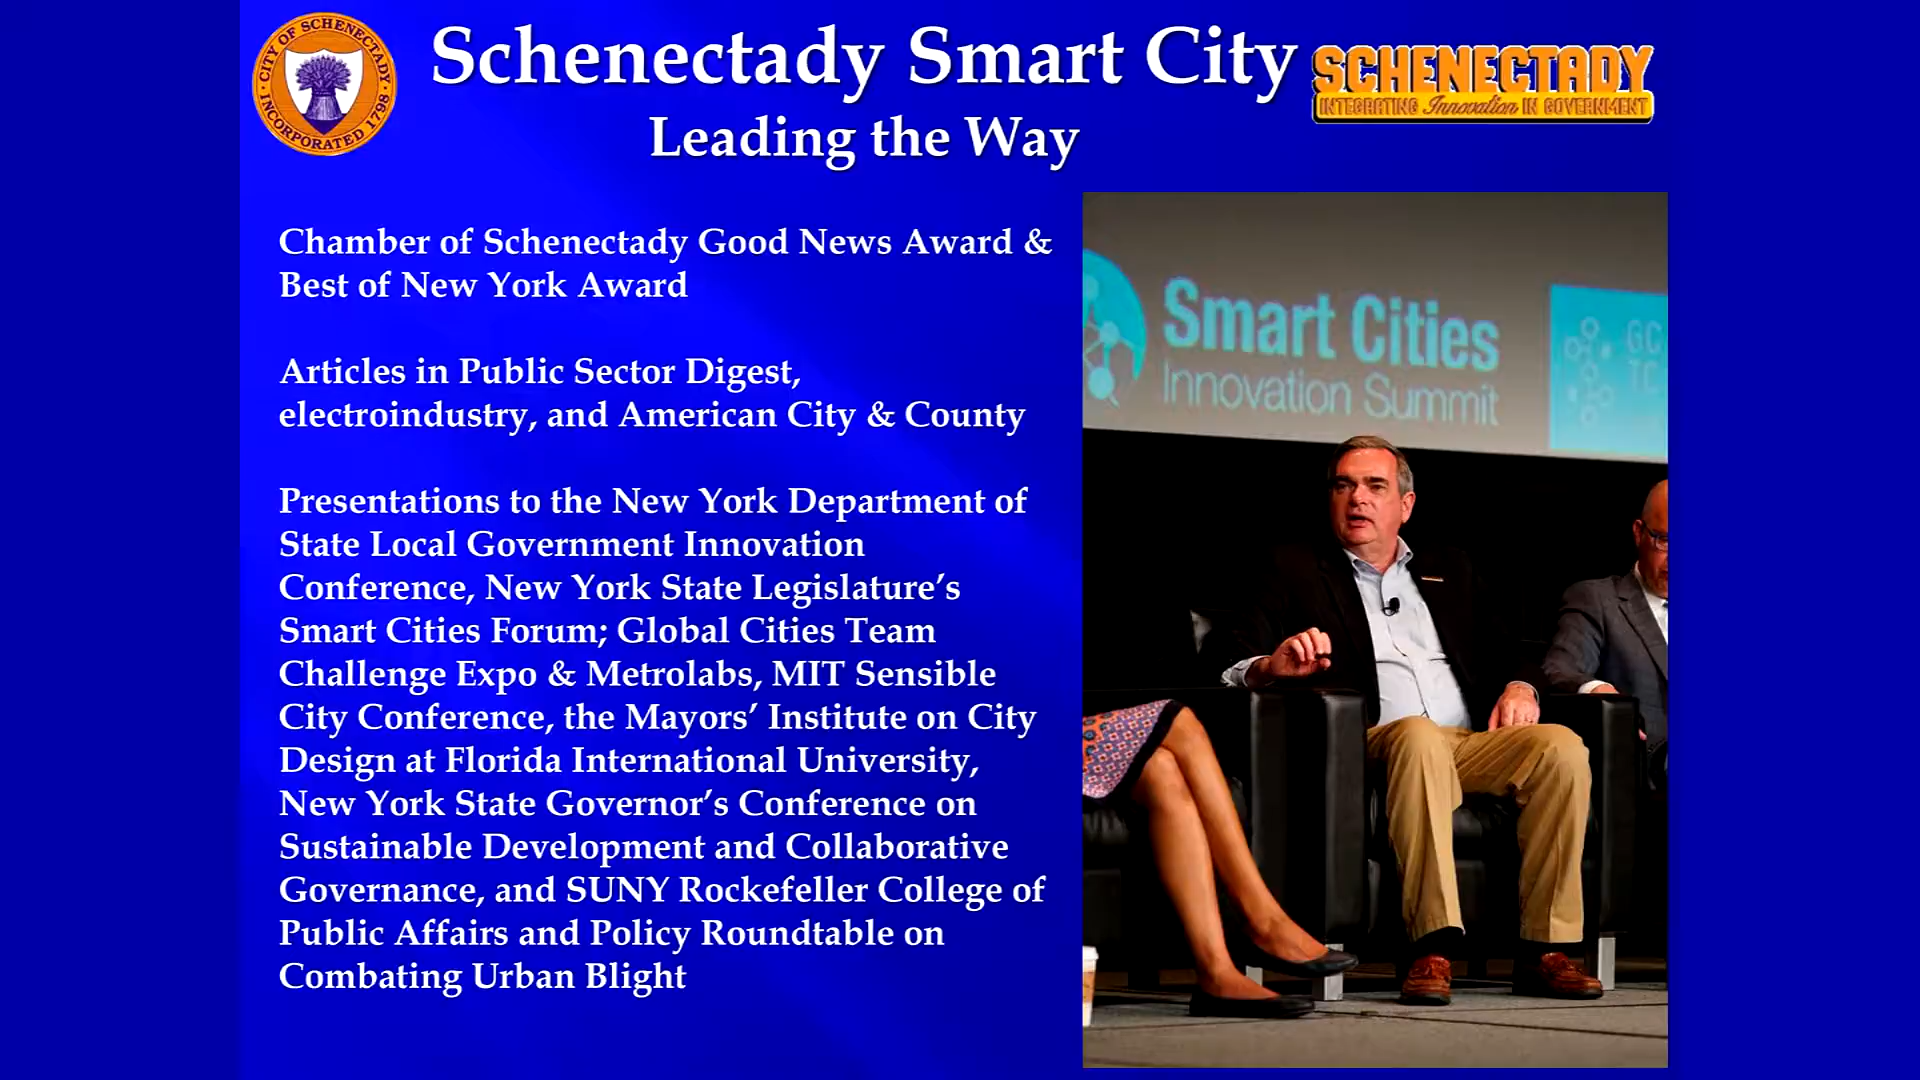 CITY OF SCHENECTADY
INCORPORATED 1798
Schenectady Smart City
Leading the Way
SCHENECTADY
INTEGRATING Innovation IN GOVERNMENT
Chamber of Schenectady Good News Award &
Best of New York Award
Articles in Public Sector Digest,
electroindustry, and American City & County
Presentations to the New York Department of
State Local Government Innovation
Conference, New York State Legislature’s
Smart Cities Forum; Global Cities Team
Challenge Expo & Metrolabs, MIT Sensible
City Conference, the Mayors’ Institute on City
Design at Florida International University,
New York State Governor’s Conference on
Sustainable Development and Collaborative
Governance, and SUNY Rockefeller College of
Public Affairs and Policy Roundtable on
Combating Urban Blight
Smart Cities
Innovation Summit
GC
TC